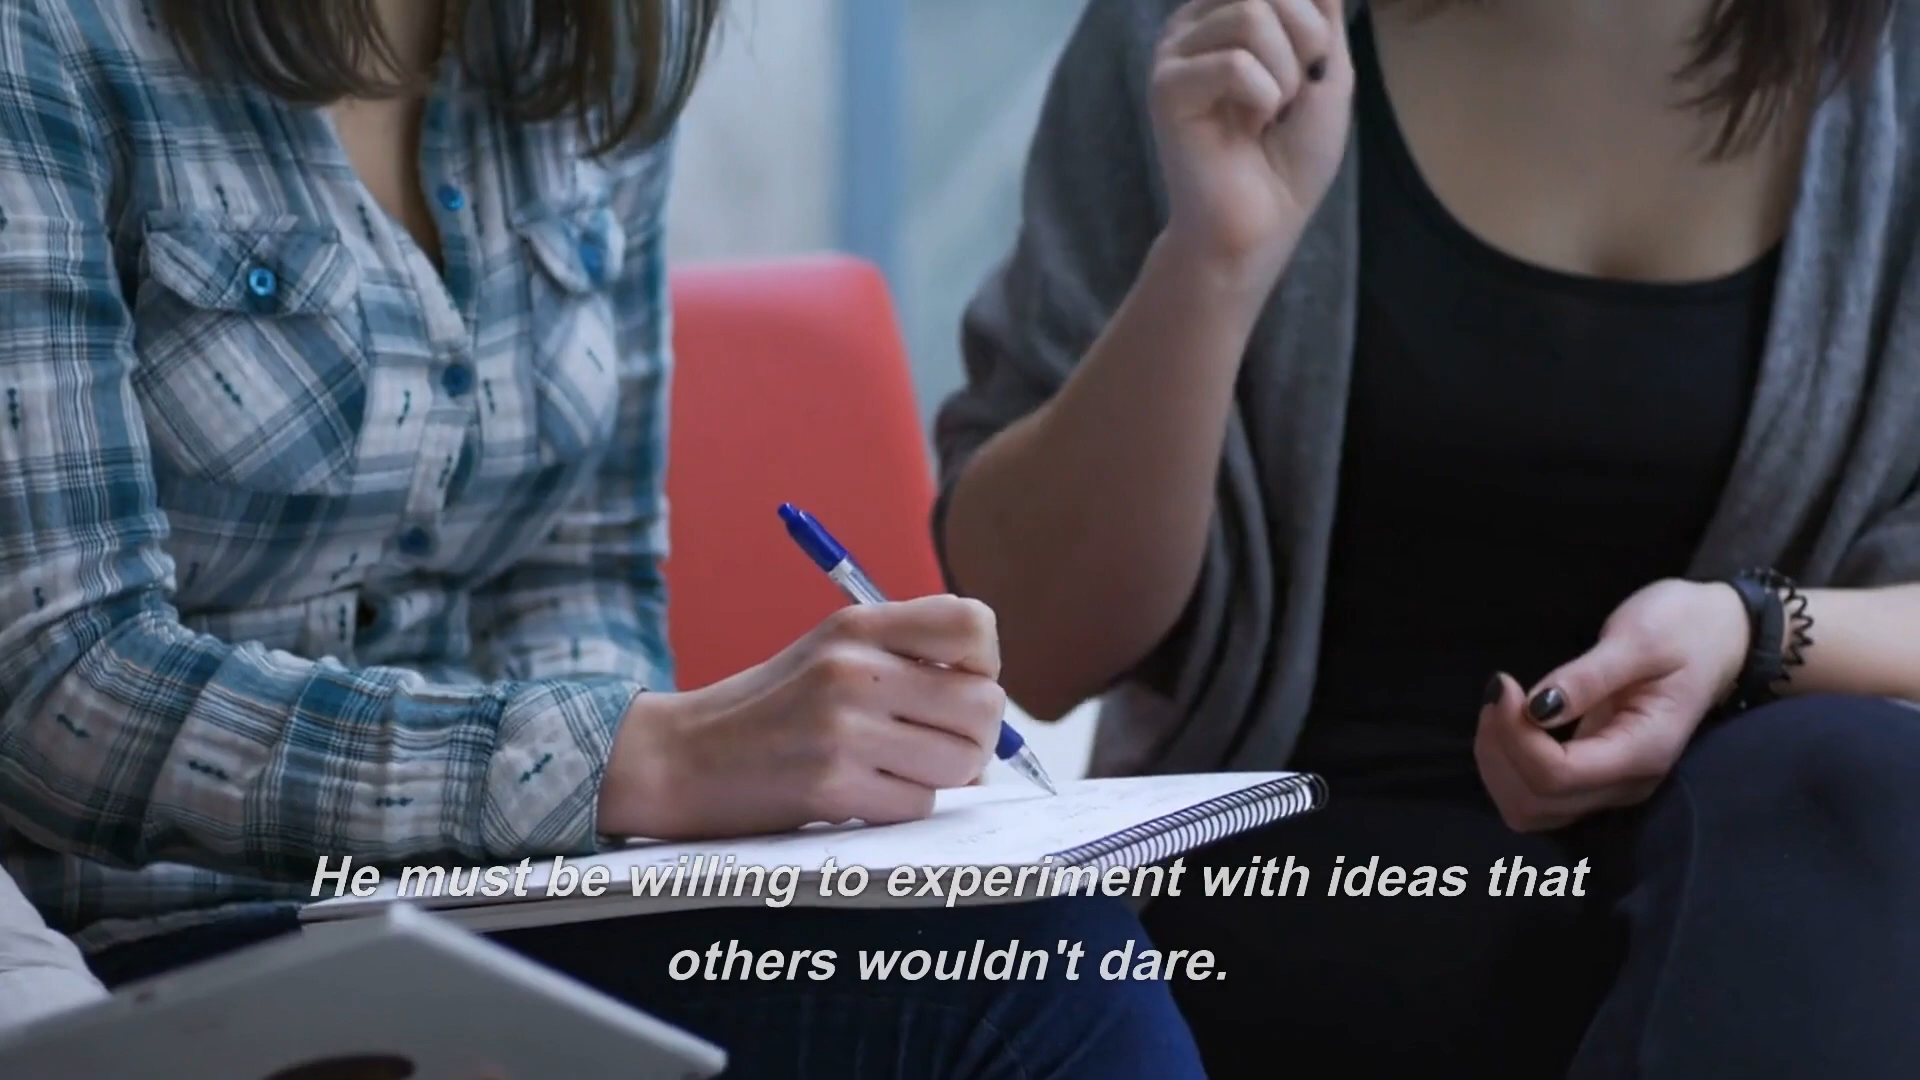 He must be willing to experiment with ideas that
others wouldn't dare.